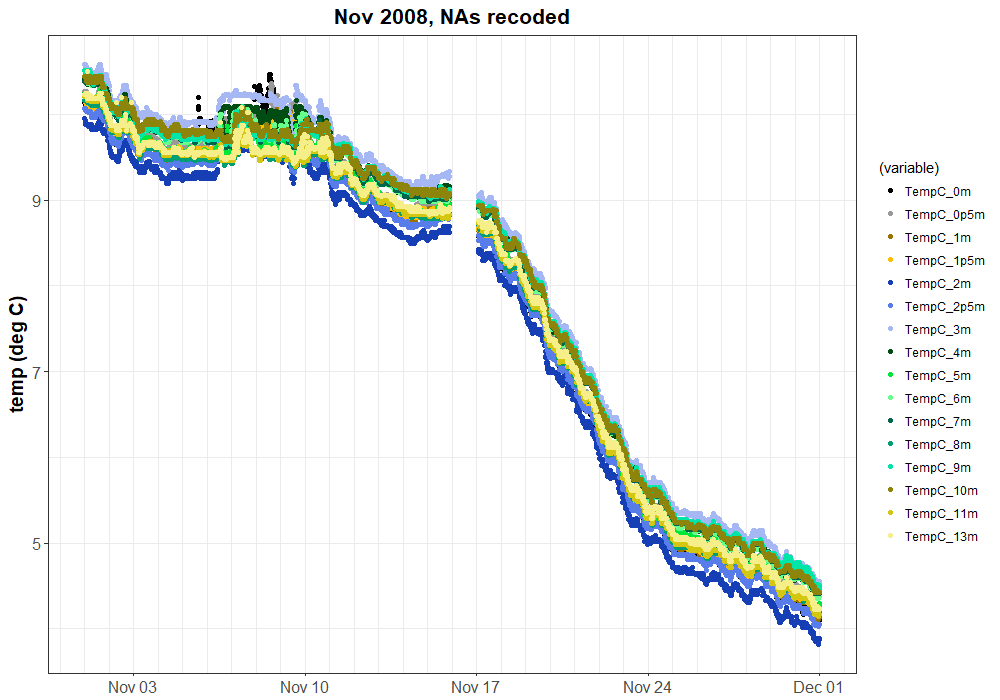 Nov 2008, NAs recoded
temp (deg C)
9
7
5
Nov 03
Nov 10
Nov 17
Nov 24
Dec 01
(variable)
TempC_0m
TempC_0p5m
TempC_1m
TempC_1p5m
TempC_2m
TempC_2p5m
TempC_3m
TempC_4m
TempC_5m
TempC_6m
TempC_7m
TempC_8m
TempC_9m
TempC_10m
TempC_11m
TempC_13m